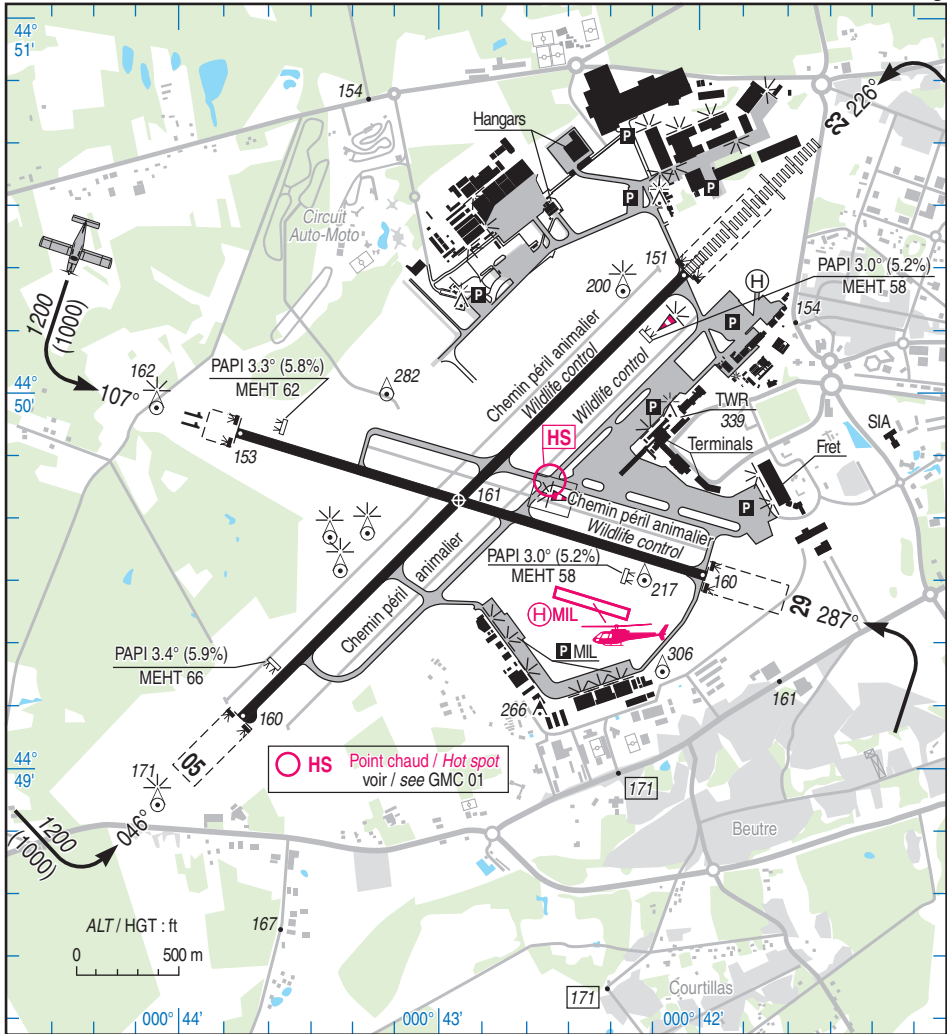 44°
51'
154
23 226°
Hangars
P
P
P
Circuit
Auto-Moto
151
PAPI 3.0° (5.2%)
MEHT 58
H
200
P
P
154
1200
(1000)
Chemin péril animalier
Wildlife control
Wildlife control
PAPI 3.3° (5.8%)
MEHT 62
162
107°
282
44°
50'
P
TWR
339
11
153
HS
Terminals
SIA
Fret
161
P
Chemin péril animalier
Wildlife control
Chemin péril animalier
PAPI 3.0° (5.2%)
MEHT 58
217
160
29 287°
H MIL
P MIL
PAPI 3.4° (5.9%)
MEHT 66
306
266
161
160
05
44°
49'
HS Point chaud / Hot spot
voir / see GMC 01
171
046°
171
1200
(1000)
Beutre
167
ALT / HGT : ft
0 500 m
171
Courtillas
000° 44' 000° 43' 000° 42'